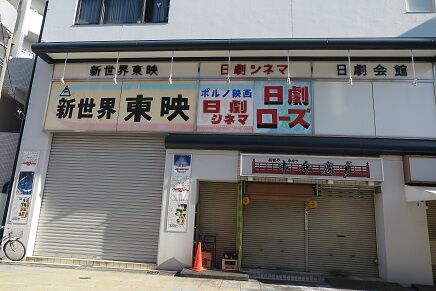 新世界東映
日劇シネマ
日劇会館
新世界 東映
ポルノ映画
日劇
シネマ
日劇
ローズ